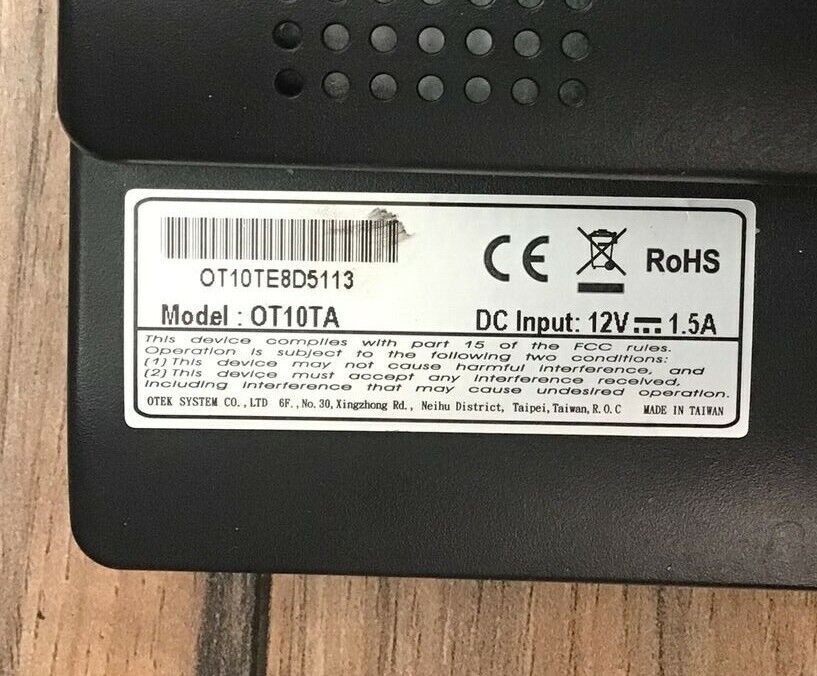 OT10TE8D5113
CE RoHS
Model : OT10TA DC Input: 12V⎓1.5A
This device complies with part 15 of the FCC rules.
Operation is subject to the following two conditions:
(1) This device may not cause harmful interference, and
(2) This device must accept any interference received,
including interference that may cause undesired operation.
OTEK SYSTEM CO., LTD 6F., No. 30, Xingzhong Rd., Neihu District, Taipei, Taiwan, R.O.C MADE IN TAIWAN